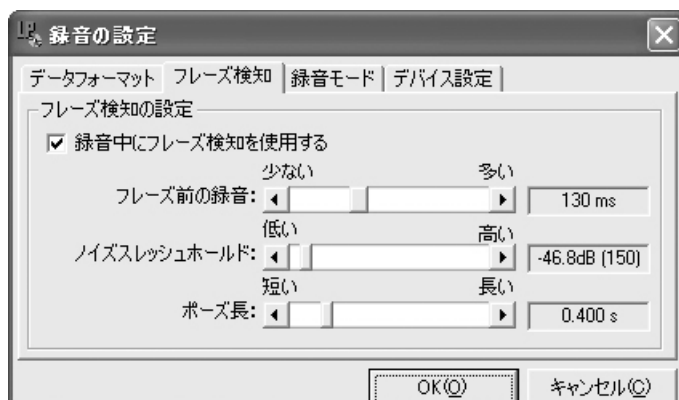 録音の設定
データフォーマット フレーズ検知 録音モード デバイス設定
フレーズ検知の設定
録音中にフレーズ検知を使用する
少ない 多い
フレーズ前の録音: 130 ms
低い 高い
ノイズスレッシュホールド: -46.8dB (150)
短い 長い
ポーズ長: 0.400 s
OK(O) キャンセル(C)